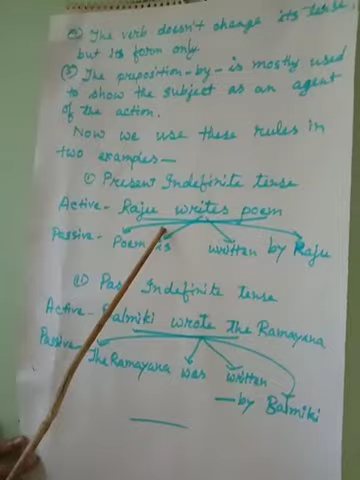 ② The verb doesn't change its tense
but its form only.
③ The preposition-by-is mostly used
to show the subject as an agent
of the action.
Now we use these rules in
two examples—
(i) Present Indefinite tense
Active- Raju writes poem
Passive- Poem is written by Raju
(ii) Past Indefinite tense
Active- Balmiki wrote the Ramayana
Passive- The Ramayana was written
—by Balmiki